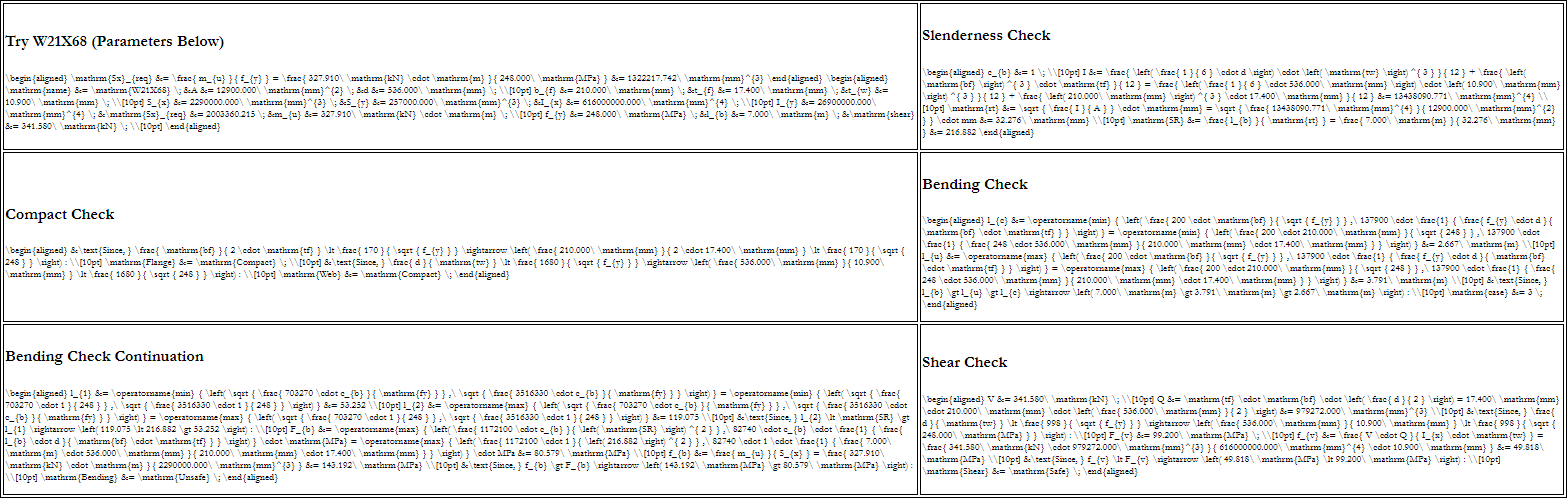 Try W21X68 (Parameters Below)
\begin{aligned} \mathrm{Sx}_{req} &= \frac{ m_{u} }{ f_{y} } = \frac{ 327.910\ \mathrm{kN} \cdot \mathrm{m} }{ 248.000\ \mathrm{MPa} } &= 1322217.742\ \mathrm{mm}^{3} \end{aligned} \begin{aligned}
\mathrm{name} &= \mathrm{W21X68} \; &A &= 12900.000\ \mathrm{mm}^{2} \; &d &= 536.000\ \mathrm{mm} \; \\[10pt] b_{f} &= 210.000\ \mathrm{mm} \; &t_{f} &= 17.400\ \mathrm{mm} \; &t_{w} &=
10.900\ \mathrm{mm} \; \\[10pt] S_{x} &= 2290000.000\ \mathrm{mm}^{3} \; &S_{y} &= 257000.000\ \mathrm{mm}^{3} \; &I_{x} &= 616000000.000\ \mathrm{mm}^{4} \; \\[10pt] I_{y} &= 26900000.000\
\mathrm{mm}^{4} \; &\mathrm{Sx}_{req} &= 2003360.215 \; &m_{u} &= 327.910\ \mathrm{kN} \cdot \mathrm{m} \; \\[10pt] f_{y} &= 248.000\ \mathrm{MPa} \; &l_{b} &= 7.000\ \mathrm{m} \; &\mathrm{shear}
&= 341.580\ \mathrm{kN} \; \\[10pt] \end{aligned}
Slenderness Check
\begin{aligned} c_{b} &= 1 \; \\[10pt] I &= \frac{ \left( \frac{ 1 }{ 6 } \cdot d \right) \cdot \left( \mathrm{tw} \right) ^{ 3 } }{ 12 } + \frac{ \left(
\mathrm{bf} \right) ^{ 3 } \cdot \mathrm{tf} }{ 12 } = \frac{ \left( \frac{ 1 }{ 6 } \cdot 536.000\ \mathrm{mm} \right) \cdot \left( 10.900\
\mathrm{mm} \right) ^{ 3 } }{ 12 } + \frac{ \left( 210.000\ \mathrm{mm} \right) ^{ 3 } \cdot 17.400\ \mathrm{mm} }{ 12 } &= 13438090.771\ \mathrm{mm}^{4} \\
[10pt] \mathrm{rt} &= \sqrt { \frac{ I }{ A } } \cdot \mathrm{mm} = \sqrt { \frac{ 13438090.771\ \mathrm{mm}^{4} }{ 12900.000\ \mathrm{mm}^{2}
} } \cdot mm &= 32.276\ \mathrm{mm} \\[10pt] \mathrm{SR} &= \frac{ l_{b} }{ \mathrm{rt} } = \frac{ 7.000\ \mathrm{m} }{ 32.276\ \mathrm{mm}
} &= 216.882 \end{aligned}
Compact Check
\begin{aligned} &\text{Since, } \frac{ \mathrm{bf} }{ 2 \cdot \mathrm{tf} } \lt \frac{ 170 }{ \sqrt { f_{y} } } \rightarrow \left( \frac{ 210.000\ \mathrm{mm} }{ 2 \cdot 17.400\ \mathrm{mm} } \lt \frac{ 170 }{ \sqrt {
248 } } \right) : \\[10pt] \mathrm{Flange} &= \mathrm{Compact} \; \\[10pt] &\text{Since, } \frac{ d }{ \mathrm{tw} } \lt \frac{ 1680 }{ \sqrt { f_{y} } } \rightarrow \left( \frac{ 536.000\ \mathrm{mm} }{ 10.900\
\mathrm{mm} } \lt \frac{ 1680 }{ \sqrt { 248 } } \right) : \\[10pt] \mathrm{Web} &= \mathrm{Compact} \; \end{aligned}
Bending Check
\begin{aligned} l_{c} &= \operatorname{min} { \left( \frac{ 200 \cdot \mathrm{bf} }{ \sqrt { f_{y} } } ,\ 137900 \cdot \frac{1} { \frac{ f_{y} \cdot d }{
\mathrm{bf} \cdot \mathrm{tf} } } \right) } = \operatorname{min} { \left( \frac{ 200 \cdot 210.000\ \mathrm{mm} }{ \sqrt { 248 } } ,\ 137900
\cdot \frac{1} { \frac{ 248 \cdot 536.000\ \mathrm{mm} }{ 210.000\ \mathrm{mm} \cdot 17.400\ \mathrm{mm} } } \right) } &= 2.667\ \mathrm{m} \\[10pt]
l_{u} &= \operatorname{max} { \left( \frac{ 200 \cdot \mathrm{bf} }{ \sqrt { f_{y} } } ,\ 137900 \cdot \frac{1} { \frac{ f_{y} \cdot d }{ \mathrm{bf}
\cdot \mathrm{tf} } } \right) } = \operatorname{max} { \left( \frac{ 200 \cdot 210.000\ \mathrm{mm} }{ \sqrt { 248 } } ,\ 137900 \cdot \frac{1} { \frac{
248 \cdot 536.000\ \mathrm{mm} }{ 210.000\ \mathrm{mm} \cdot 17.400\ \mathrm{mm} } } \right) } &= 3.791\ \mathrm{m} \\[10pt] &\text{Since, }
l_{b} \gt l_{u} \gt l_{c} \rightarrow \left( 7.000\ \mathrm{m} \gt 3.791\ \mathrm{m} \gt 2.667\ \mathrm{m} \right) : \\[10pt] \mathrm{case} &= 3 \;
\end{aligned}
Bending Check Continuation
\begin{aligned} l_{1} &= \operatorname{min} { \left( \sqrt { \frac{ 703270 \cdot c_{b} }{ \mathrm{fy} } } ,\ \sqrt { \frac{ 3516330 \cdot c_{b} }{ \mathrm{fy} } } \right) } = \operatorname{min} { \left( \sqrt { \frac{
703270 \cdot 1 }{ 248 } } ,\ \sqrt { \frac{ 3516330 \cdot 1 }{ 248 } } \right) } &= 53.252 \\[10pt] l_{2} &= \operatorname{max} { \left( \sqrt { \frac{ 703270 \cdot c_{b} }{ \mathrm{fy} } } ,\ \sqrt { \frac{ 3516330 \cdot
c_{b} }{ \mathrm{fy} } } \right) } = \operatorname{max} { \left( \sqrt { \frac{ 703270 \cdot 1 }{ 248 } } ,\ \sqrt { \frac{ 3516330 \cdot 1 }{ 248 } } \right) } &= 119.075 \\[10pt] &\text{Since, } l_{2} \lt \mathrm{SR} \gt
l_{1} \rightarrow \left( 119.075 \lt 216.882 \gt 53.252 \right) : \\[10pt] F_{b} &= \operatorname{max} { \left( \frac{ 1172100 \cdot c_{b} }{ \left( \mathrm{SR} \right) ^{ 2 } } ,\ 82740 \cdot c_{b} \cdot \frac{1} { \frac{
l_{b} \cdot d }{ \mathrm{bf} \cdot \mathrm{tf} } } \right) } \cdot \mathrm{MPa} = \operatorname{max} { \left( \frac{ 1172100 \cdot 1 }{ \left( 216.882 \right) ^{ 2 } } ,\ 82740 \cdot 1 \cdot \frac{1} { \frac{ 7.000\
\mathrm{m} \cdot 536.000\ \mathrm{mm} }{ 210.000\ \mathrm{mm} \cdot 17.400\ \mathrm{mm} } } \right) } \cdot MPa &= 80.579\ \mathrm{MPa} \\[10pt] f_{b} &= \frac{ m_{u} }{ S_{x} } = \frac{ 327.910\
\mathrm{kN} \cdot \mathrm{m} }{ 2290000.000\ \mathrm{mm}^{3} } &= 143.192\ \mathrm{MPa} \\[10pt] &\text{Since, } f_{b} \gt F_{b} \rightarrow \left( 143.192\ \mathrm{MPa} \gt 80.579\ \mathrm{MPa} \right) :
\\[10pt] \mathrm{Bending} &= \mathrm{Unsafe} \; \end{aligned}
Shear Check
\begin{aligned} V &= 341.580\ \mathrm{kN} \; \\[10pt] Q &= \mathrm{tf} \cdot \mathrm{bf} \cdot \left( \frac{ d }{ 2 } \right) = 17.400\ \mathrm{mm}
\cdot 210.000\ \mathrm{mm} \cdot \left( \frac{ 536.000\ \mathrm{mm} }{ 2 } \right) &= 979272.000\ \mathrm{mm}^{3} \\[10pt] &\text{Since, } \frac{
d }{ \mathrm{tw} } \lt \frac{ 998 }{ \sqrt { f_{y} } } \rightarrow \left( \frac{ 536.000\ \mathrm{mm} }{ 10.900\ \mathrm{mm} } \lt \frac{ 998 }{ \sqrt {
248.000\ \mathrm{MPa} } } \right) : \\[10pt] F_{v} &= 99.200\ \mathrm{MPa} \; \\[10pt] f_{v} &= \frac{ V \cdot Q }{ I_{x} \cdot \mathrm{tw} } =
\frac{ 341.580\ \mathrm{kN} \cdot 979272.000\ \mathrm{mm}^{3} }{ 616000000.000\ \mathrm{mm}^{4} \cdot 10.900\ \mathrm{mm} } &= 49.818\
\mathrm{MPa} \\[10pt] &\text{Since, } f_{v} \lt F_{v} \rightarrow \left( 49.818\ \mathrm{MPa} \lt 99.200\ \mathrm{MPa} \right) : \\[10pt]
\mathrm{Shear} &= \mathrm{Safe} \; \end{aligned}